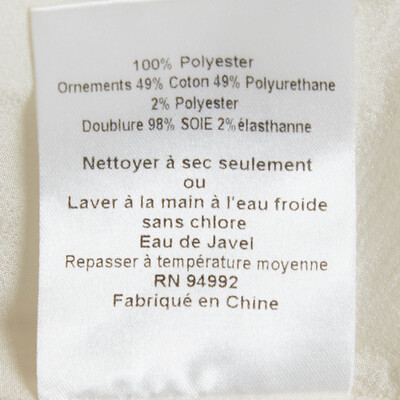 100% Polyester
Ornements 49% Coton 49% Polyurethane
2% Polyester
Doublure 98% SOIE 2%élasthanne
Nettoyer à sec seulement
ou
Laver à la main à l'eau froide
sans chlore
Eau de Javel
Repasser à température moyenne
RN 94992
Fabriqué en Chine